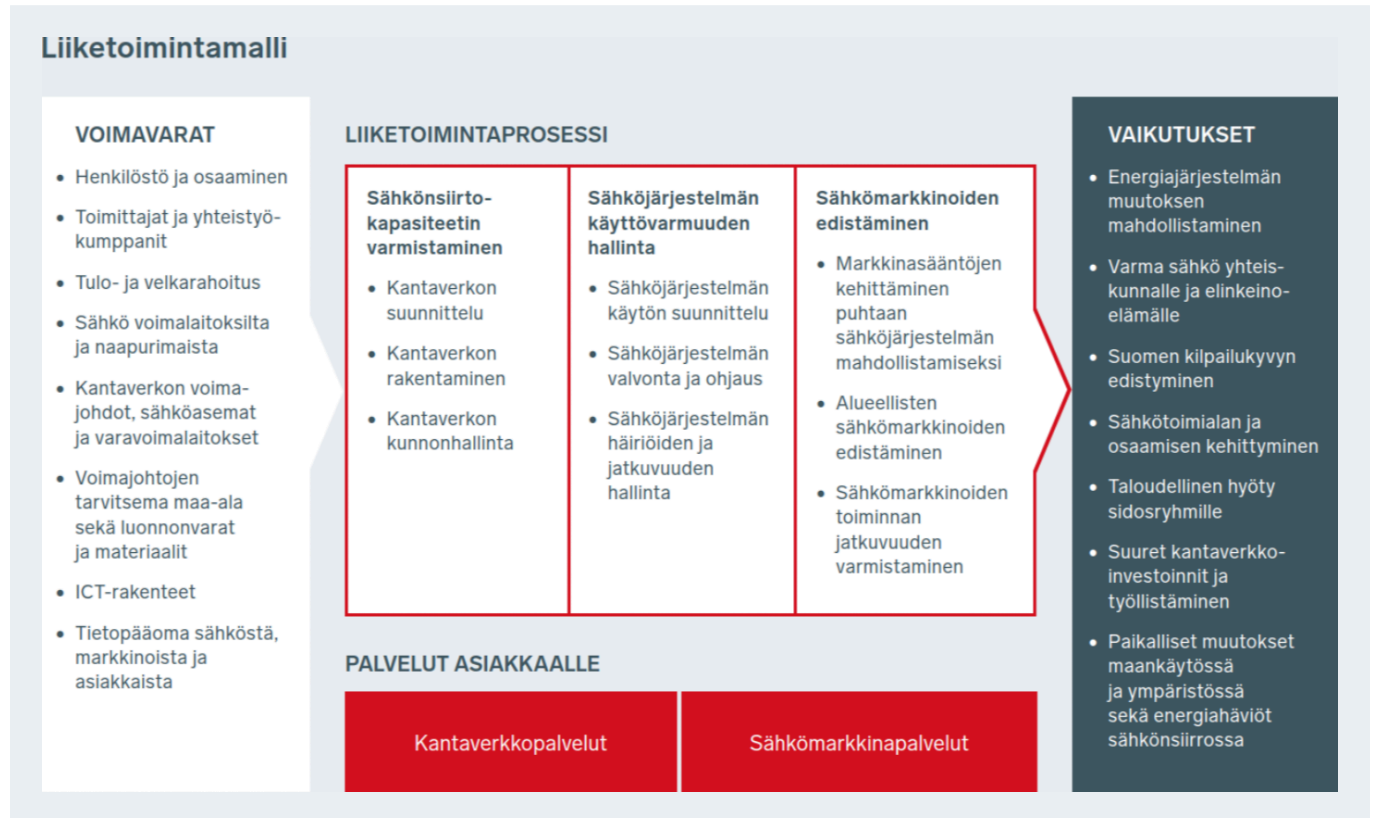 Liiketoimintamalli
VOIMAVARAT
• Henkilöstö ja osaaminen
• Toimittajat ja yhteistyö-
kumppanit
• Tulo- ja velkarahoitus
• Sähkö voimalaitoksilta
ja naapurimaista
• Kantaverkon voima-
johdot, sähköasemat
ja varavoimalaitokset
• Voimajohtojen
tarvitsema maa-ala
sekä luonnonvarat
ja materiaalit
• ICT-rakenteet
• Tietopääoma sähköstä,
markkinoista ja
asiakkaista
LIIKETOIMINTAPROSESSI
Sähkönsiirto-
kapasiteetin
varmistaminen
• Kantaverkon
suunnittelu
• Kantaverkon
rakentaminen
• Kantaverkon
kunnonhallinta
Sähköjärjestelmän
käyttövarmuuden
hallinta
• Sähköjärjestelmän
käytön suunnittelu
• Sähköjärjestelmän
valvonta ja ohjaus
• Sähköjärjestelmän
häiriöiden ja
jatkuvuuden
hallinta
Sähkömarkkinoiden
edistäminen
• Markkinasääntöjen
kehittäminen
puhtaan
sähköjärjestelmän
mahdollistamiseksi
• Alueellisten
sähkömarkkinoiden
edistäminen
• Sähkömarkkinoiden
toiminnan
jatkuvuuden
varmistaminen
PALVELUT ASIAKKAALLE
Kantaverkkopalvelut
Sähkömarkkinapalvelut
VAIKUTUKSET
• Energiajärjestelmän
muutoksen
mahdollistaminen
• Varma sähkö yhteis-
kunnalle ja elinkeino-
elämälle
• Suomen kilpailukyvyn
edistyminen
• Sähkötoimialan ja
osaamisen kehittyminen
• Taloudellinen hyöty
sidosryhmille
• Suuret kantaverkko-
investoinnit ja
työllistäminen
• Paikalliset muutokset
maankäytössä
ja ympäristössä
sekä energiahäviöt
sähkönsiirrossa